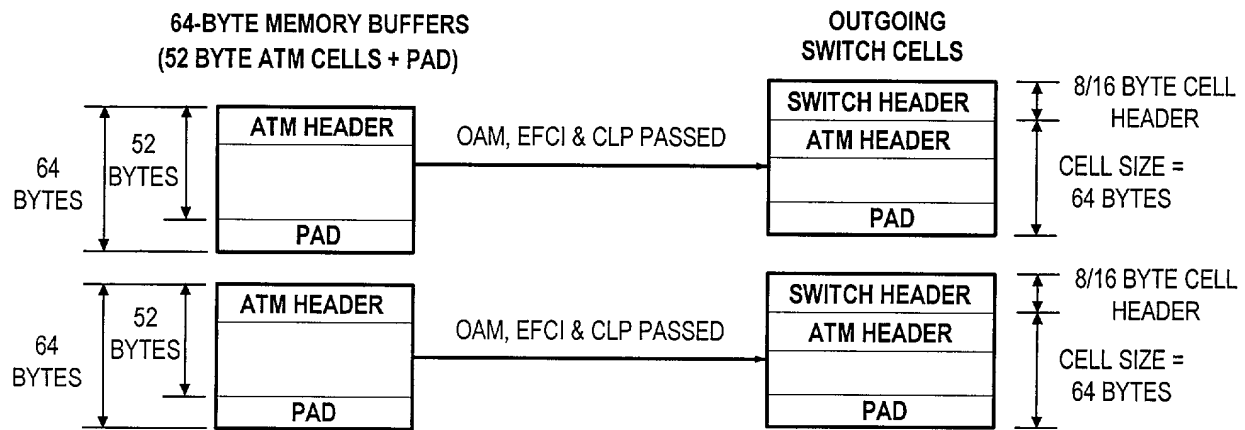 64-BYTE MEMORY BUFFERS
(52 BYTE ATM CELLS + PAD)
OUTGOING
SWITCH CELLS
64
BYTES
52
BYTES
ATM HEADER
PAD
OAM, EFCI & CLP PASSED
SWITCH HEADER
ATM HEADER
PAD
8/16 BYTE CELL
HEADER
CELL SIZE =
64 BYTES
64
BYTES
52
BYTES
ATM HEADER
PAD
OAM, EFCI & CLP PASSED
SWITCH HEADER
ATM HEADER
PAD
8/16 BYTE CELL
HEADER
CELL SIZE =
64 BYTES